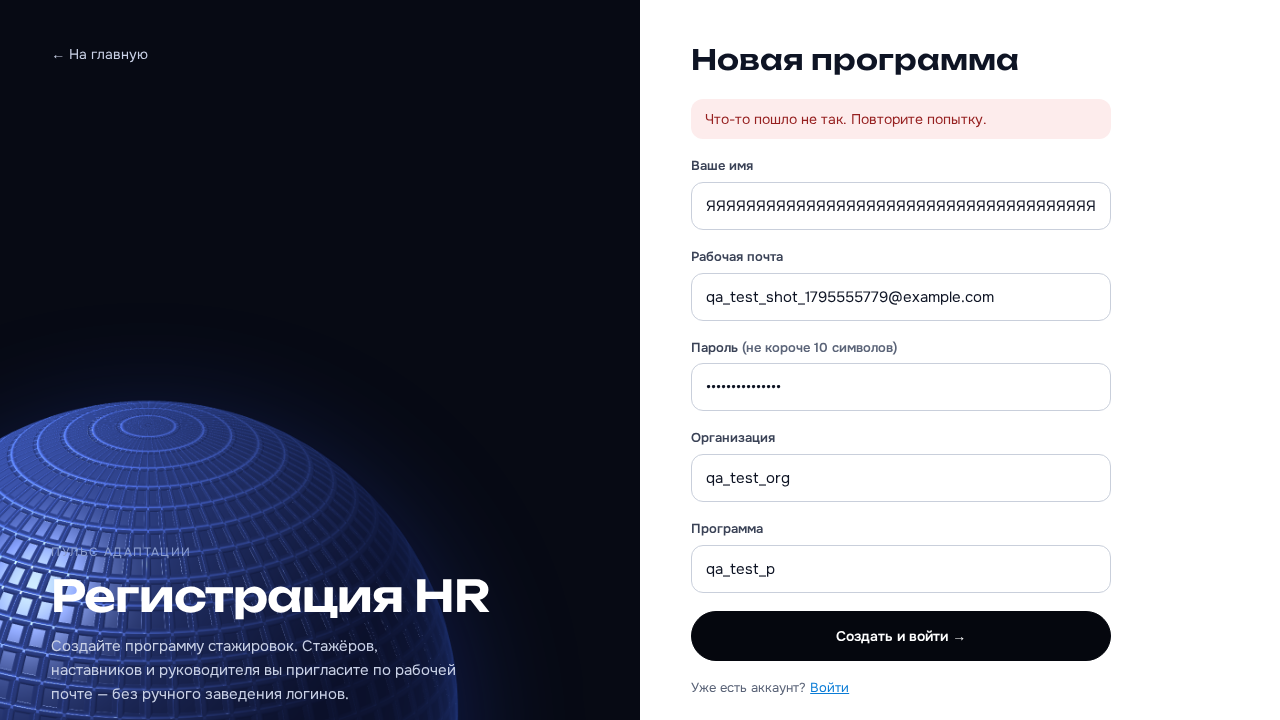 ← На главную
ПУЛЬС АДАПТАЦИИ
Регистрация HR
Создайте программу стажировок. Стажёров,
наставников и руководителя вы пригласите по рабочей
почте — без ручного заведения логинов.
Новая программа
Что-то пошло не так. Повторите попытку.
Ваше имя
ЯЯЯЯЯЯЯЯЯЯЯЯЯЯЯЯЯЯЯЯЯЯЯЯЯЯЯЯЯЯЯЯЯЯЯЯЯЯЯ
Рабочая почта
qa_test_shot_1795555779@example.com
Пароль (не короче 10 символов)
•••••••••••••••
Организация
qa_test_org
Программа
qa_test_p
Создать и войти →
Уже есть аккаунт? Войти